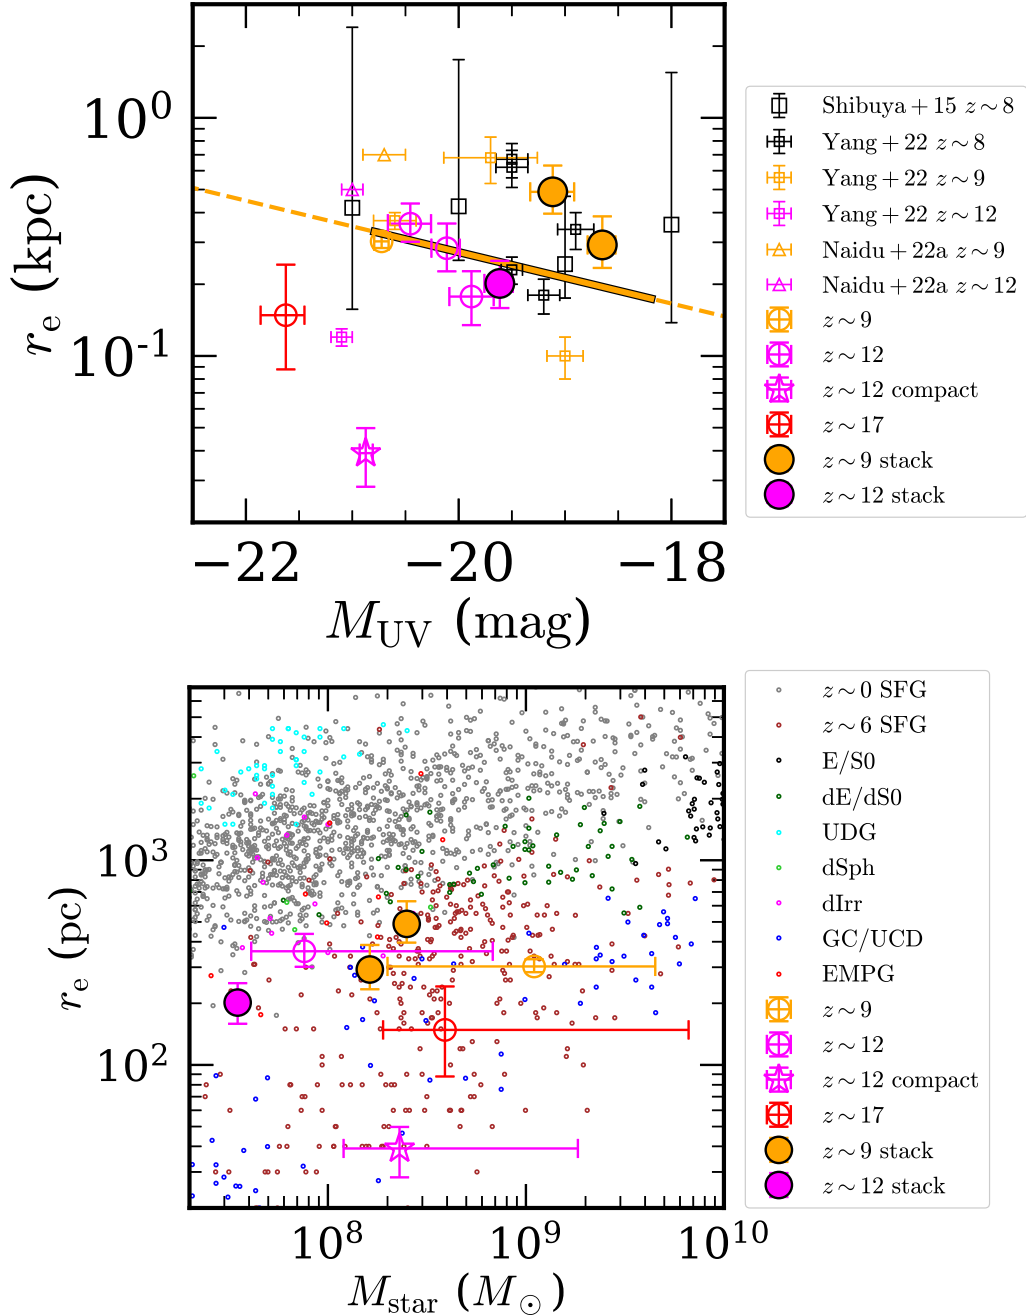 10^0
10^-1
r_e (kpc)
−22 −20 −18
M_UV (mag)
Shibuya + 15 z ~ 8
Yang + 22 z ~ 8
Yang + 22 z ~ 9
Yang + 22 z ~ 12
Naidu + 22a z ~ 9
Naidu + 22a z ~ 12
z ~ 9
z ~ 12
z ~ 12 compact
z ~ 17
z ~ 9 stack
z ~ 12 stack
10^3
10^2
r_e (pc)
10^8 10^9 10^10
M_star (M_⊙)
z ~ 0 SFG
z ~ 6 SFG
E/S0
dE/dS0
UDG
dSph
dIrr
GC/UCD
EMPG
z ~ 9
z ~ 12
z ~ 12 compact
z ~ 17
z ~ 9 stack
z ~ 12 stack